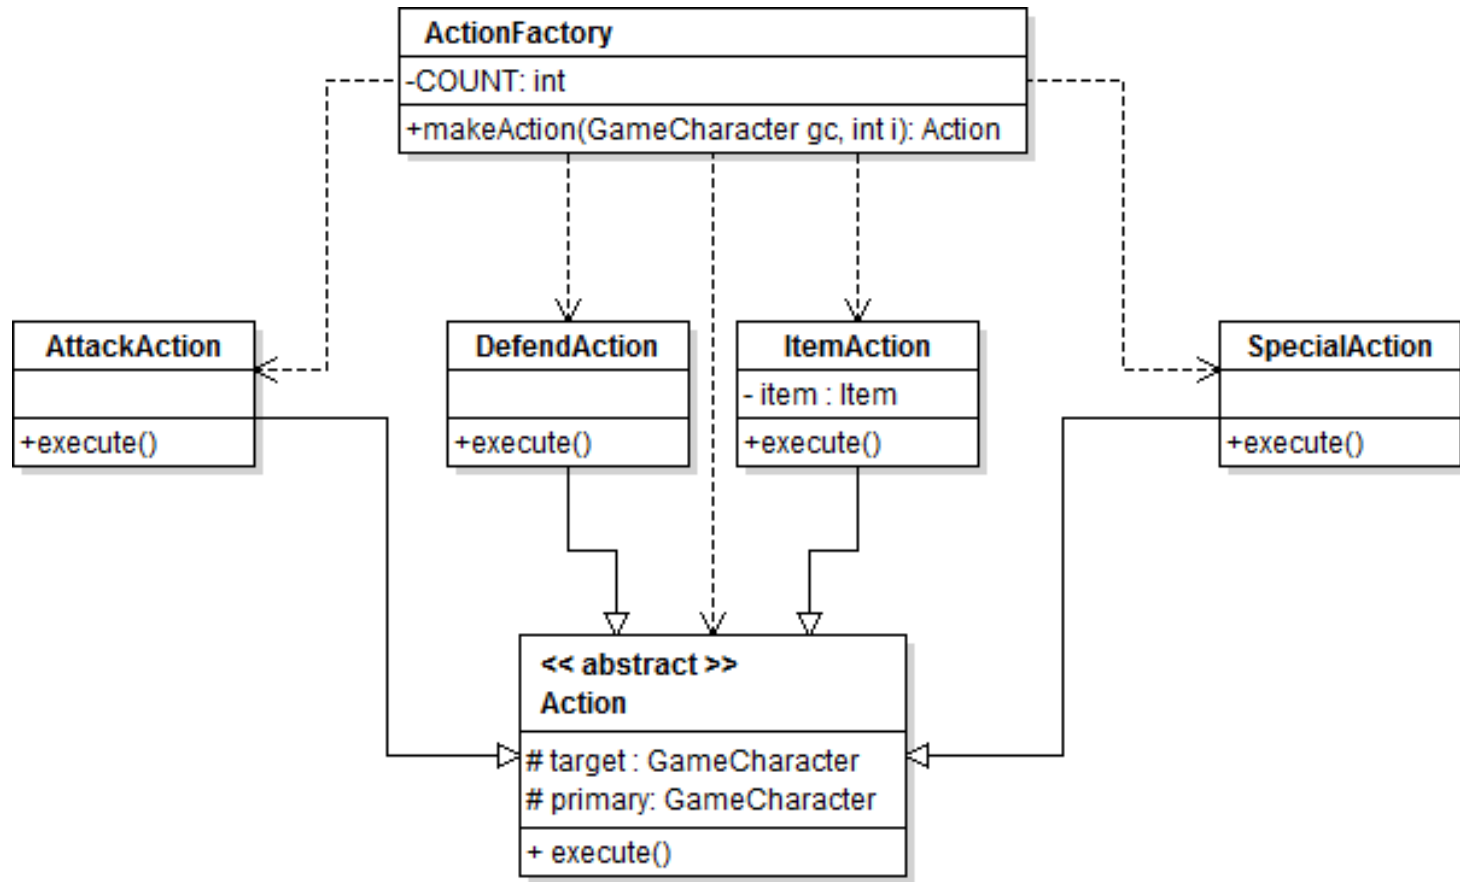 ActionFactory
-COUNT: int
+makeAction(GameCharacter gc, int i): Action
AttackAction
+execute()
DefendAction
+execute()
ItemAction
- item : Item
+execute()
SpecialAction
+execute()
<< abstract >>
Action
# target : GameCharacter
# primary: GameCharacter
+ execute()